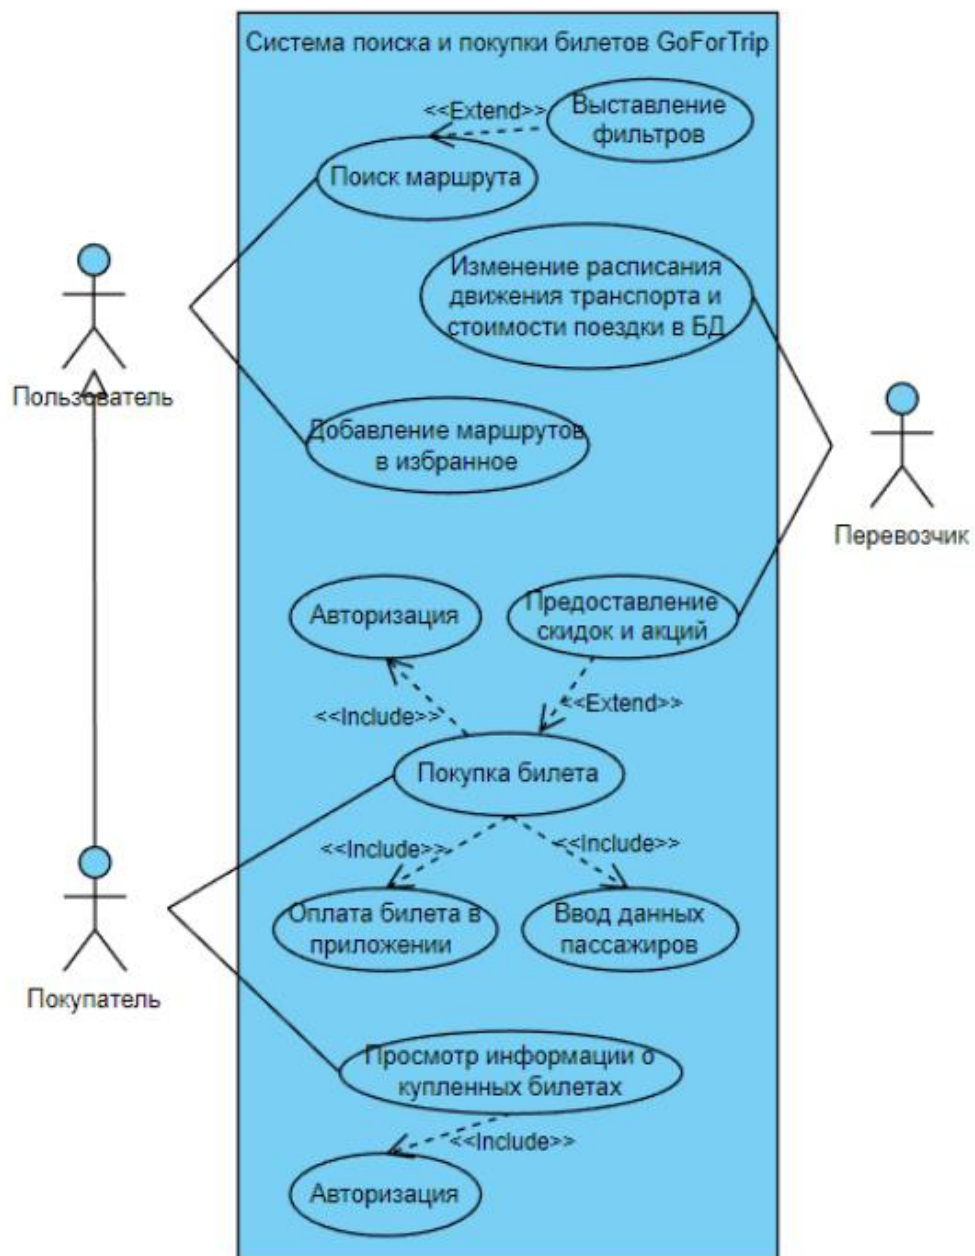 Система поиска и покупки билетов GoForTrip
<<Extend>>
Выставление
фильтров
Поиск маршрута
Изменение расписания
движения транспорта и
стоимости поездки в БД
Пользователь
Добавление маршрутов
в избранное
Перевозчик
Авторизация
Предоставление
скидок и акций
<<Include>>
<<Extend>>
Покупка билета
<<Include>>
<<Include>>
Оплата билета в
приложении
Ввод данных
пассажиров
Покупатель
Просмотр информации о
купленных билетах
<<Include>>
Авторизация